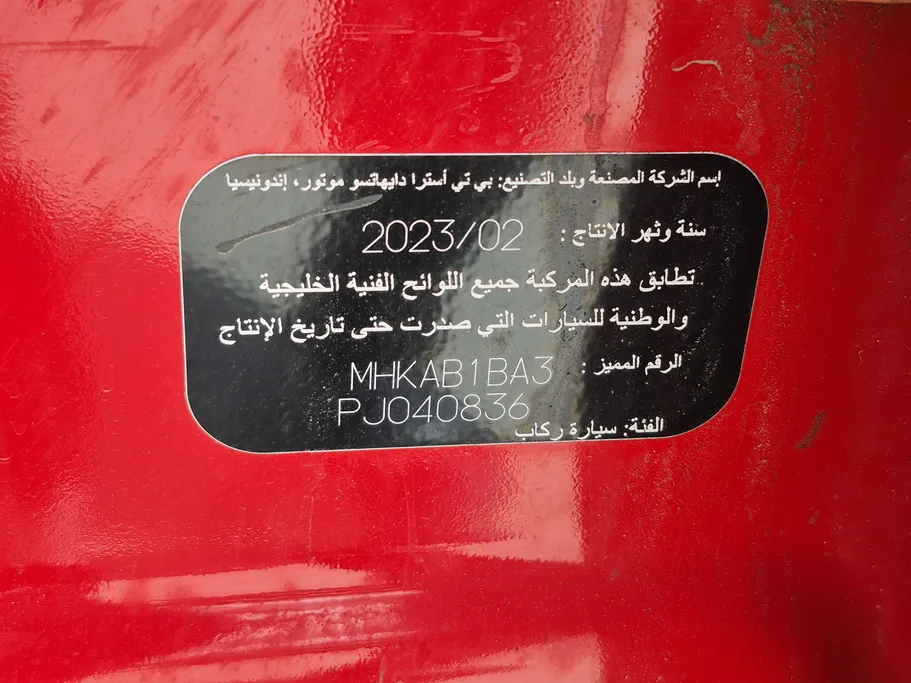 إسم الشركة المصنعة وبلد التصنيع: بي تي أسترا دايهاتسو موتور، إندونيسيا
سنة وشهر الانتاج : 2023/02
تطابق هذه المركبة جميع اللوائح الفنية الخليجية
والوطنية للسيارات التي صدرت حتى تاريخ الإنتاج
الرقم المميز : MHKAB1BA3
PJ040836
الفئة: سيارة ركاب